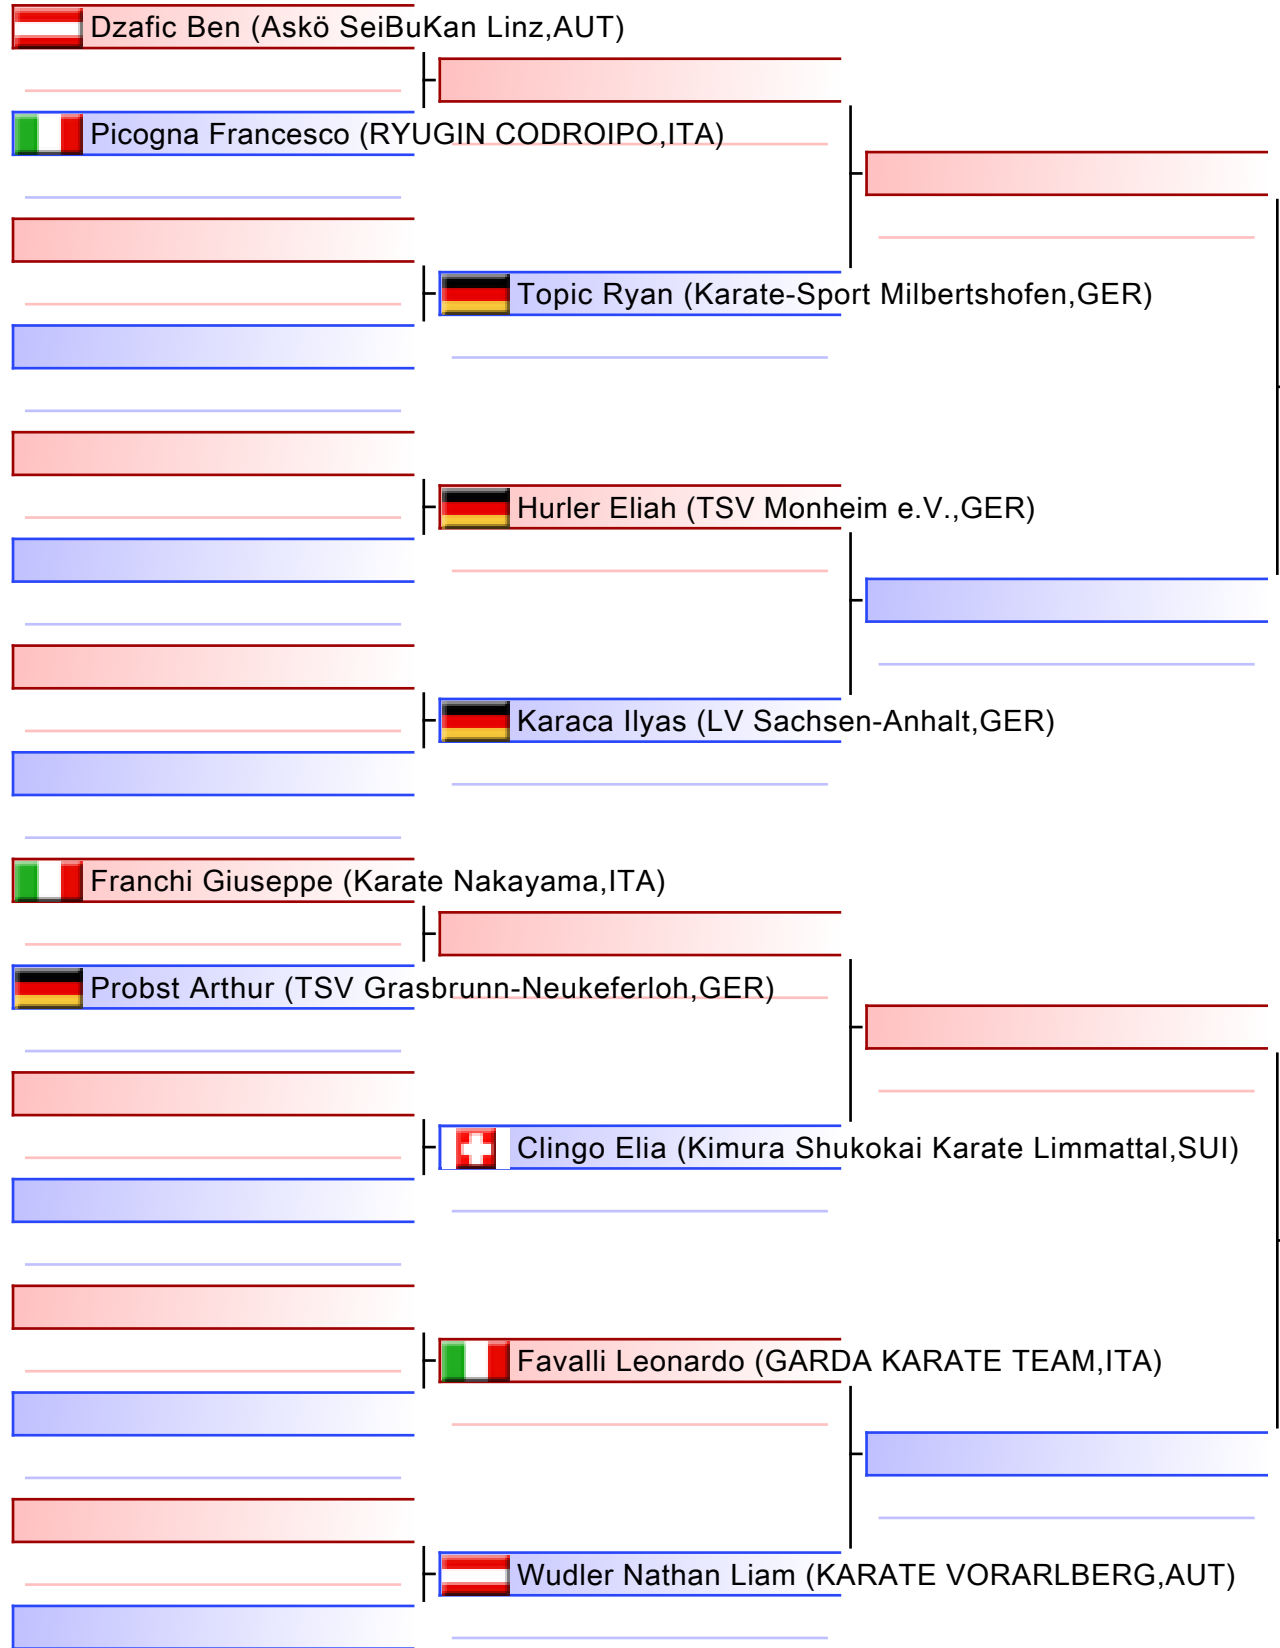 Dzafic Ben (Askö SeiBuKan Linz,AUT)
Picogna Francesco (RYUGIN CODROIPO,ITA)
Topic Ryan (Karate-Sport Milbertshofen,GER)
Hurler Eliah (TSV Monheim e.V.,GER)
Karaca Ilyas (LV Sachsen-Anhalt,GER)
Franchi Giuseppe (Karate Nakayama,ITA)
Probst Arthur (TSV Grasbrunn-Neukeferloh,GER)
Clingo Elia (Kimura Shukokai Karate Limmattal,SUI)
Favalli Leonardo (GARDA KARATE TEAM,ITA)
Wudler Nathan Liam (KARATE VORARLBERG,AUT)